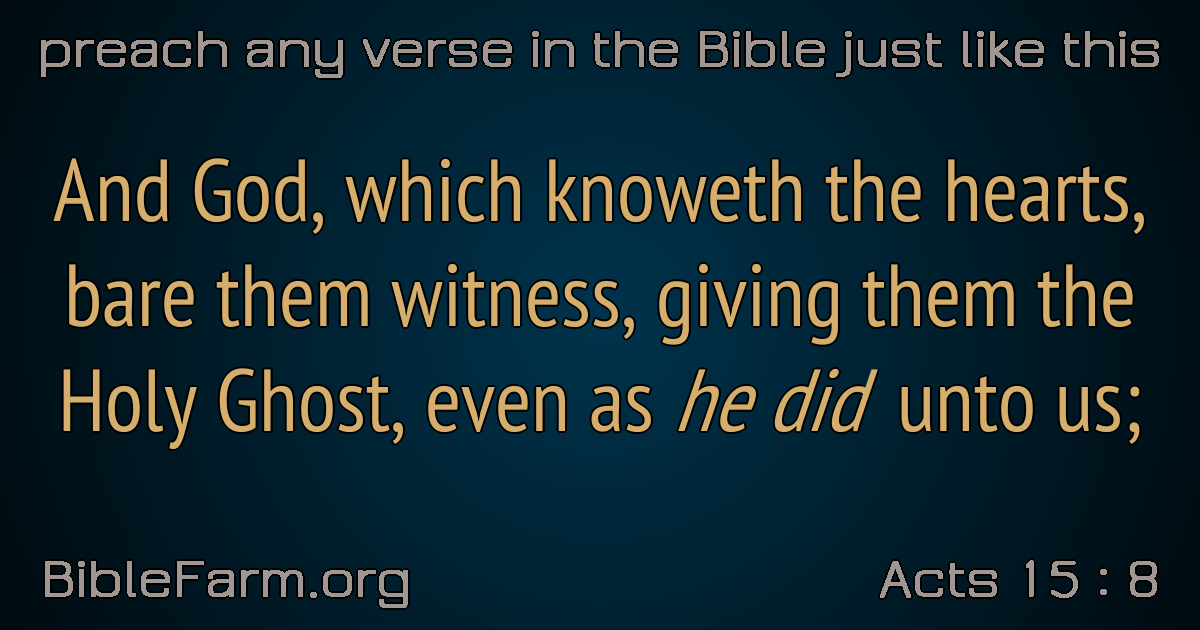 preach any verse in the Bible just like this
And God, which knoweth the hearts,
bare them witness, giving them the
Holy Ghost, even as he did unto us;
BibleFarm.org
Acts 15 : 8